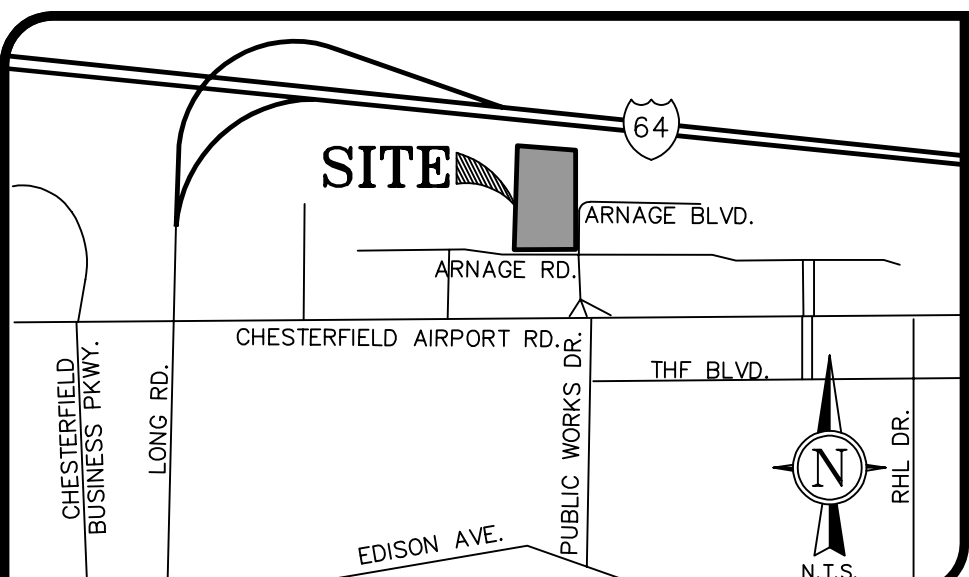 64
SITE
ARNAGE BLVD.
ARNAGE RD.
CHESTERFIELD AIRPORT RD.
THF BLVD.
CHESTERFIELD
BUSINESS PKWY.
LONG RD.
PUBLIC WORKS DR.
RHL DR.
N
EDISON AVE.
N.T.S.